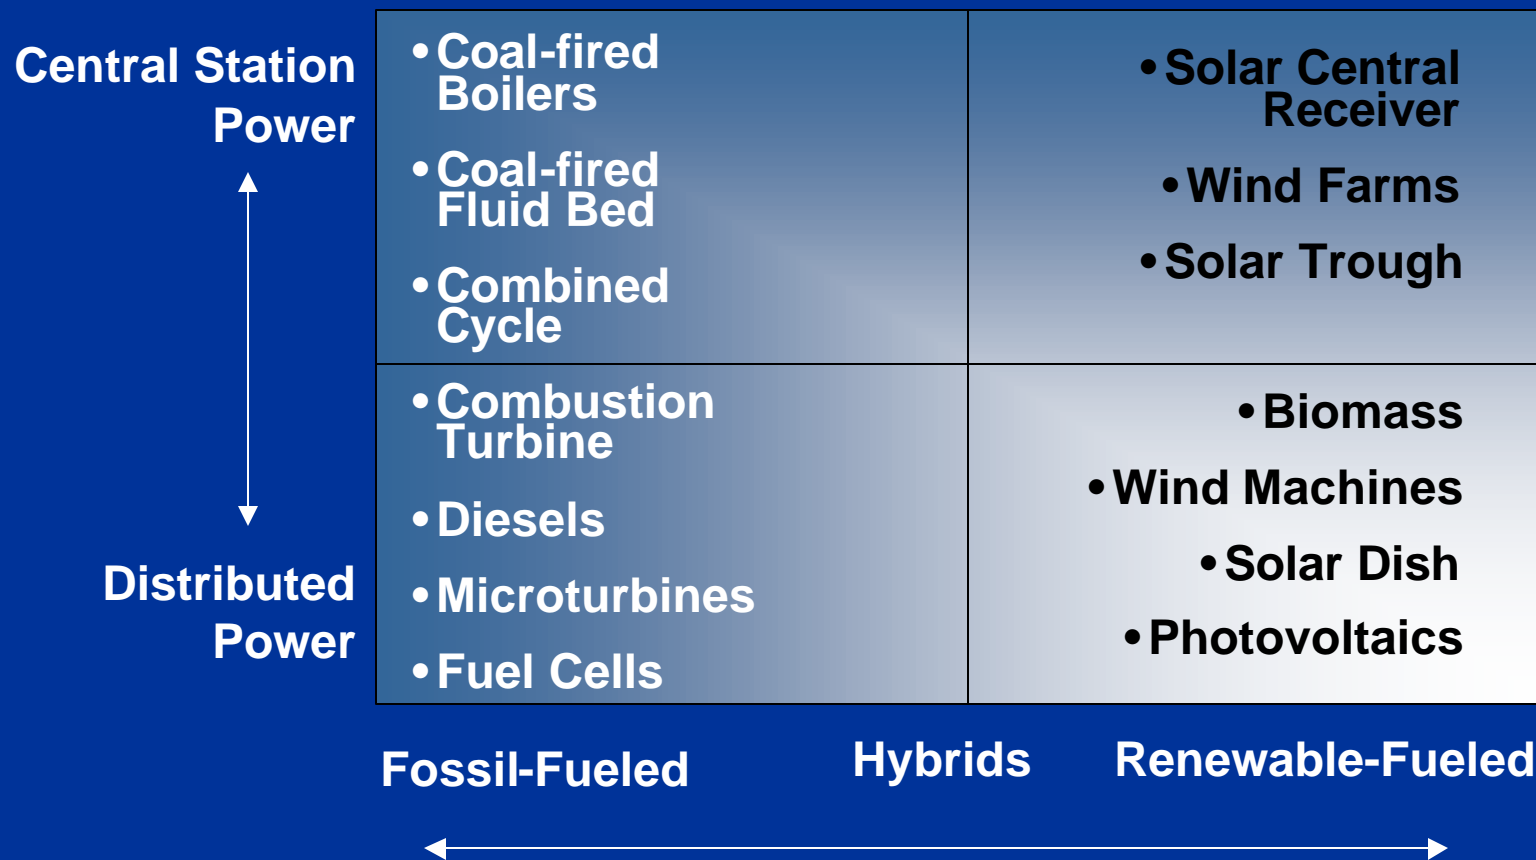 Central Station
Power
Distributed
Power
•Coal-fired
Boilers
•Coal-fired
Fluid Bed
•Combined
Cycle
•Solar Central
Receiver
•Wind Farms
•Solar Trough
•Combustion
Turbine
•Diesels
•Microturbines
•Fuel Cells
•Biomass
•Wind Machines
•Solar Dish
•Photovoltaics
Fossil-Fueled
Hybrids
Renewable-Fueled